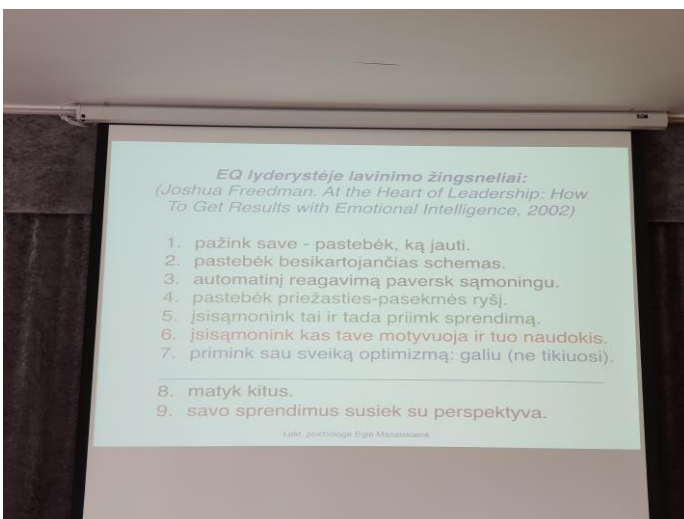 EQ lyderystėje lavinimo žingsneliai:
(Joshua Freedman. At the Heart of Leadership: How
To Get Results with Emotional Intelligence, 2002)
1. pažink save - pastebėk, ką jauti.
2. pastebėk besikartojančias schemas.
3. automatinį reagavimą paversk sąmoningu.
4. pastebėk priežasties-pasekmės ryšį.
5. įsisąmonink tai ir tada priimk sprendimą.
6. įsisąmonink kas tave motyvuoja ir tuo naudokis.
7. primink sau sveiką optimizmą: galiu (ne tikiuosi).
8. matyk kitus.
9. savo sprendimus susiek su perspektyva.
Lekt. psichologė Eglė